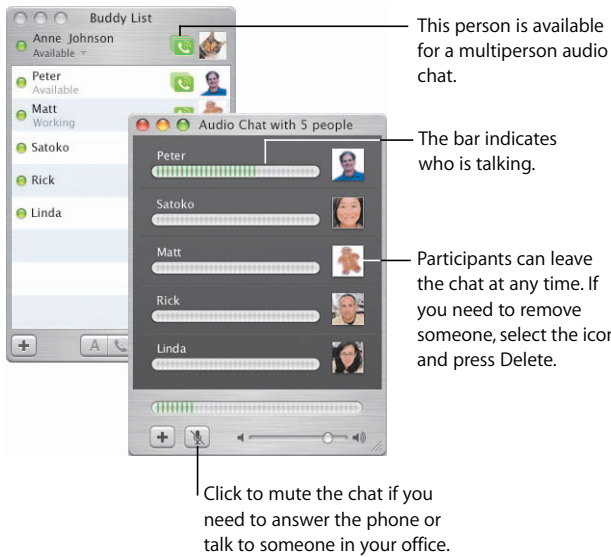 Buddy List
Anne Johnson
Available
Peter
Available
Matt
Working
Satoko
Rick
Linda
A
Audio Chat with 5 people
Peter
Satoko
Matt
Rick
Linda
This person is available
for a multiperson audio
chat.
The bar indicates
who is talking.
Participants can leave
the chat at any time. If
you need to remove
someone, select the icon
and press Delete.
Click to mute the chat if you
need to answer the phone or
talk to someone in your office.